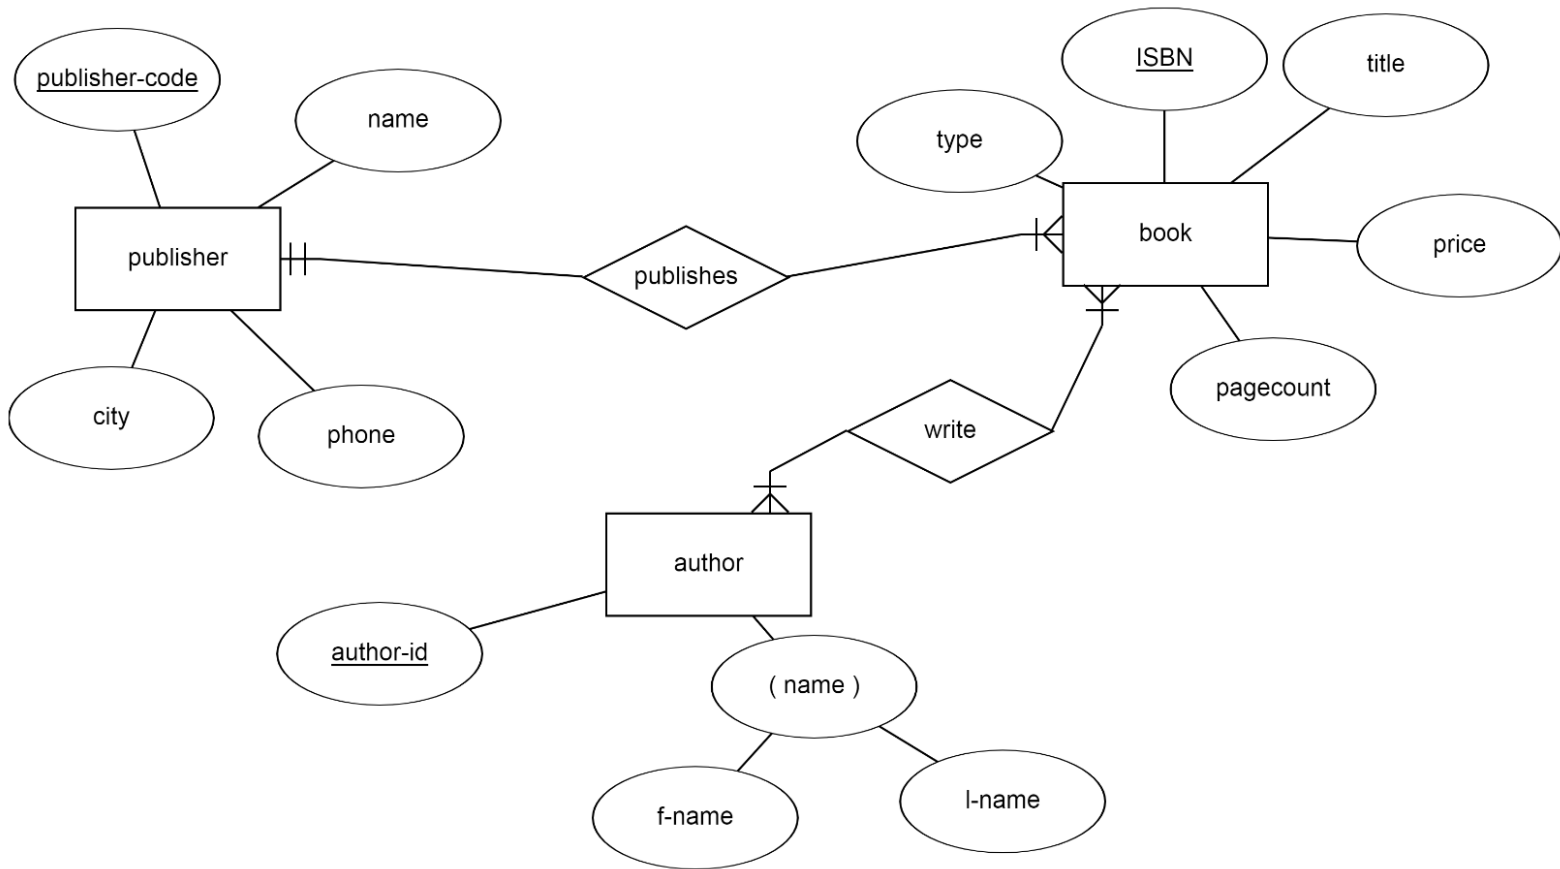 publisher-code
name
ISBN
title
type
publisher
publishes
book
price
city
phone
write
pagecount
author
author-id
( name )
f-name
l-name